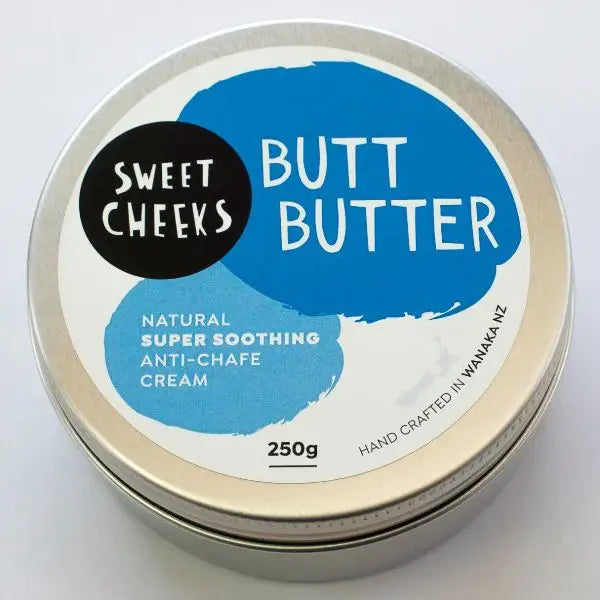 SWEET
CHEEKS
BUTT
BUTTER
NATURAL
SUPER SOOTHING
ANTI-CHAFE
CREAM
250g
HAND CRAFTED IN WANAKA NZ